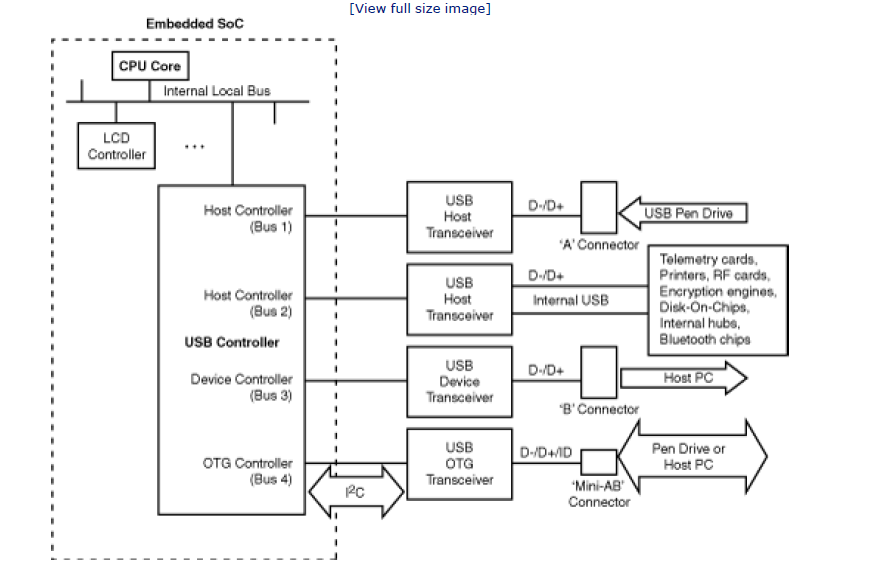 [View full size image]
Embedded SoC
CPU Core
Internal Local Bus
LCD
Controller
...
Host Controller
(Bus 1)
USB
Host
Transceiver
D-/D+
'A' Connector
USB Pen Drive
Host Controller
(Bus 2)
USB
Host
Transceiver
D-/D+
Internal USB
Telemetry cards,
Printers, RF cards,
Encryption engines,
Disk-On-Chips,
Internal hubs,
Bluetooth chips
USB Controller
Device Controller
(Bus 3)
USB
Device
Transceiver
D-/D+
'B' Connector
Host PC
OTG Controller
(Bus 4)
I²C
USB
OTG
Transceiver
D-/D+/ID
'Mini-AB'
Connector
Pen Drive or
Host PC